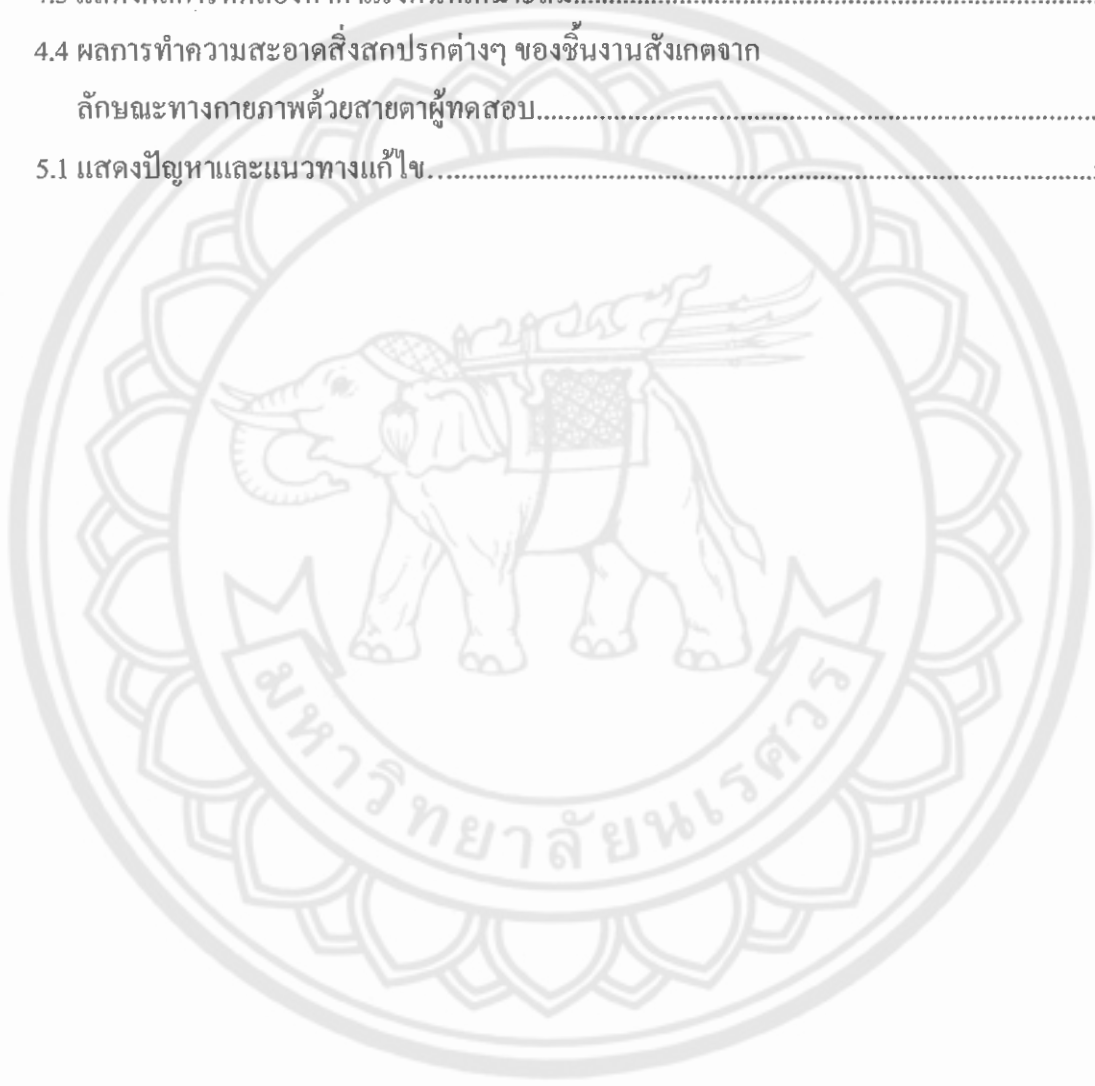 4.4 ผลการทำความสะอาดสิ่งสกปรกต่างๆ ของชิ้นงานสังเกตจาก
ลักษณะทางกายภาพด้วยสายตาผู้ทดสอบ
5.1 แสดงปัญหาและแนวทางแก้ไข
มหาวิทยาลัยนเรศวร